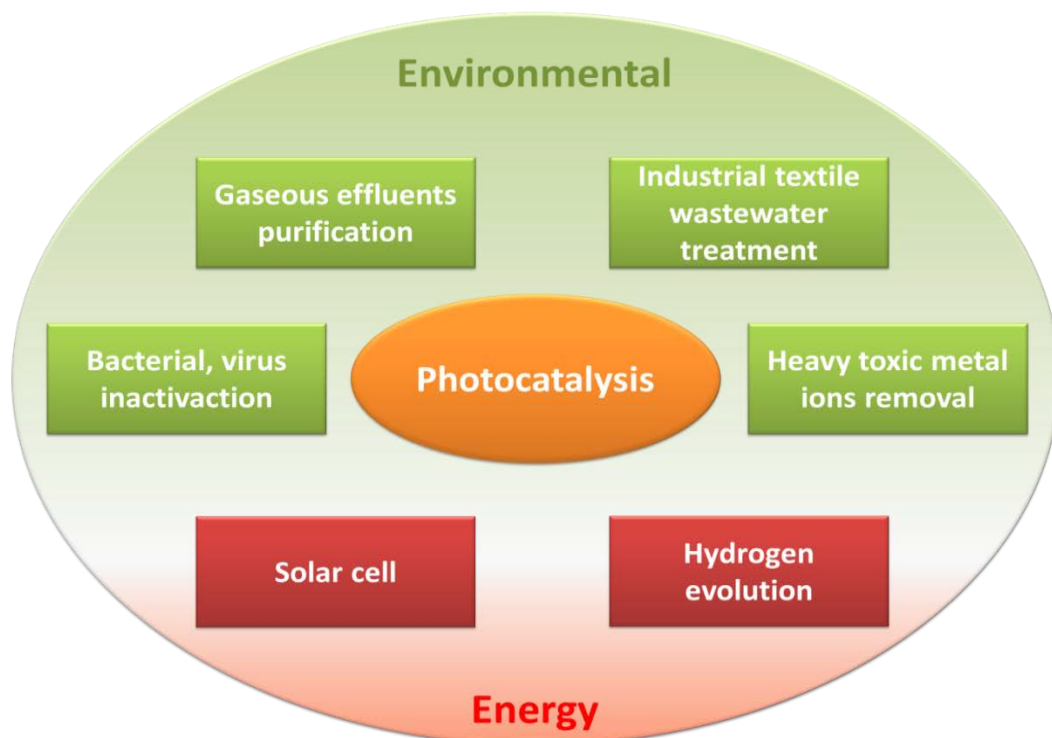 Environmental
Gaseous effluents
purification
Industrial textile
wastewater
treatment
Bacterial, virus
inactivaction
Photocatalysis
Heavy toxic metal
ions removal
Solar cell
Hydrogen
evolution
Energy